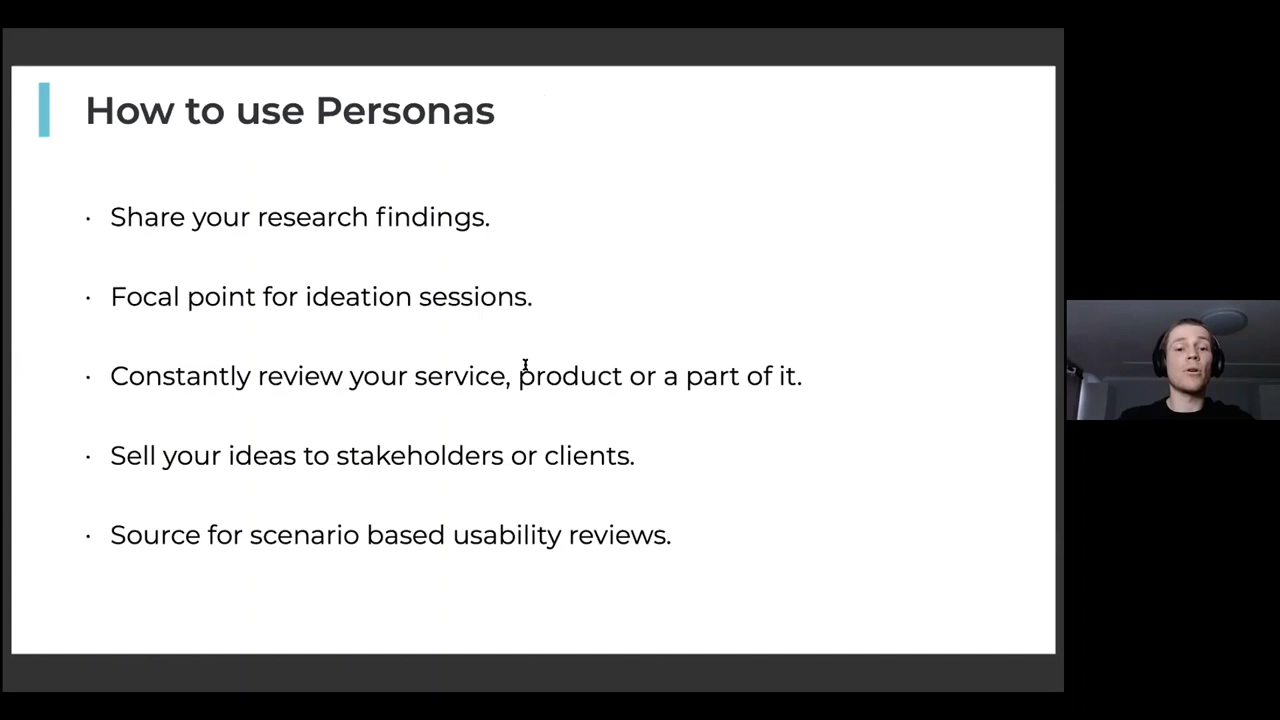 How to use Personas
· Share your research findings.
· Focal point for ideation sessions.
· Constantly review your service, product or a part of it.
· Sell your ideas to stakeholders or clients.
· Source for scenario based usability reviews.